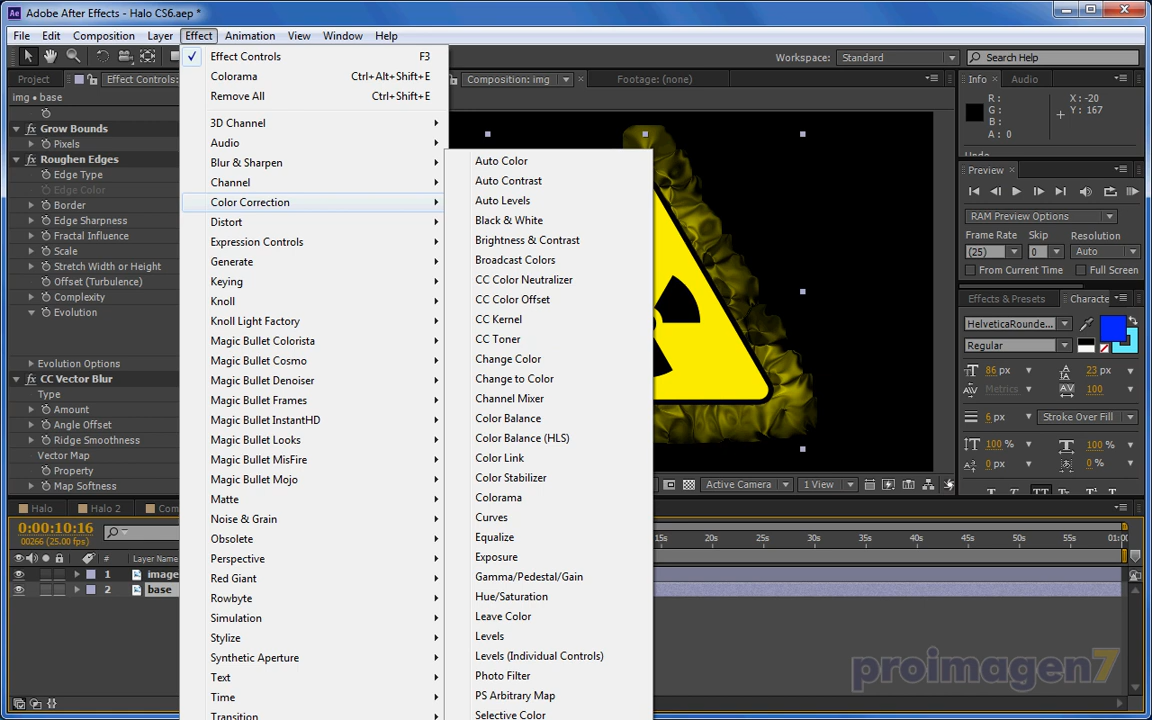 Adobe After Effects - Halo CS6.aep *
File Edit Composition Layer Effect Animation View Window Help
Workspace: Standard Search Help
Project Effect Controls: Composition: img Footage: (none) Info Audio
img • base
Grow Bounds
Pixels
Roughen Edges
Edge Type
Edge Color
Border
Edge Sharpness
Fractal Influence
Scale
Stretch Width or Height
Offset (Turbulence)
Complexity
Evolution
Evolution Options
CC Vector Blur
Type
Amount
Angle Offset
Ridge Smoothness
Vector Map
Property
Map Softness
Effect Controls F3
Colorama Ctrl+Alt+Shift+E
Remove All Ctrl+Shift+E
3D Channel
Audio
Blur & Sharpen
Channel
Color Correction
Distort
Expression Controls
Generate
Keying
Knoll
Knoll Light Factory
Magic Bullet Colorista
Magic Bullet Cosmo
Magic Bullet Denoiser
Magic Bullet Frames
Magic Bullet InstantHD
Magic Bullet Looks
Magic Bullet MisFire
Magic Bullet Mojo
Matte
Noise & Grain
Obsolete
Perspective
Red Giant
Rowbyte
Simulation
Stylize
Synthetic Aperture
Text
Time
Transition
Auto Color
Auto Contrast
Auto Levels
Black & White
Brightness & Contrast
Broadcast Colors
CC Color Neutralizer
CC Color Offset
CC Kernel
CC Toner
Change Color
Change to Color
Channel Mixer
Color Balance
Color Balance (HLS)
Color Link
Color Stabilizer
Colorama
Curves
Equalize
Exposure
Gamma/Pedestal/Gain
Hue/Saturation
Leave Color
Levels
Levels (Individual Controls)
Photo Filter
PS Arbitrary Map
Selective Color
R: X: -20
G: Y: 167
B:
A: 0
Undo
Preview
RAM Preview Options
Frame Rate Skip Resolution
(25) 0 Auto
From Current Time Full Screen
Effects & Presets Characte
HelveticaRounde...
Regular
86 px 23 px
Metrics 100
6 px Stroke Over Fill
100 % 100 %
0 px 0 %
Active Camera 1 View
Halo Halo 2 Com
0:00:10:16
00266 (25.00 fps)
# Layer Name
15s 20s 25s 30s 35s 40s 45s 50s 55s 01:00
1 image
2 base
proimagen7